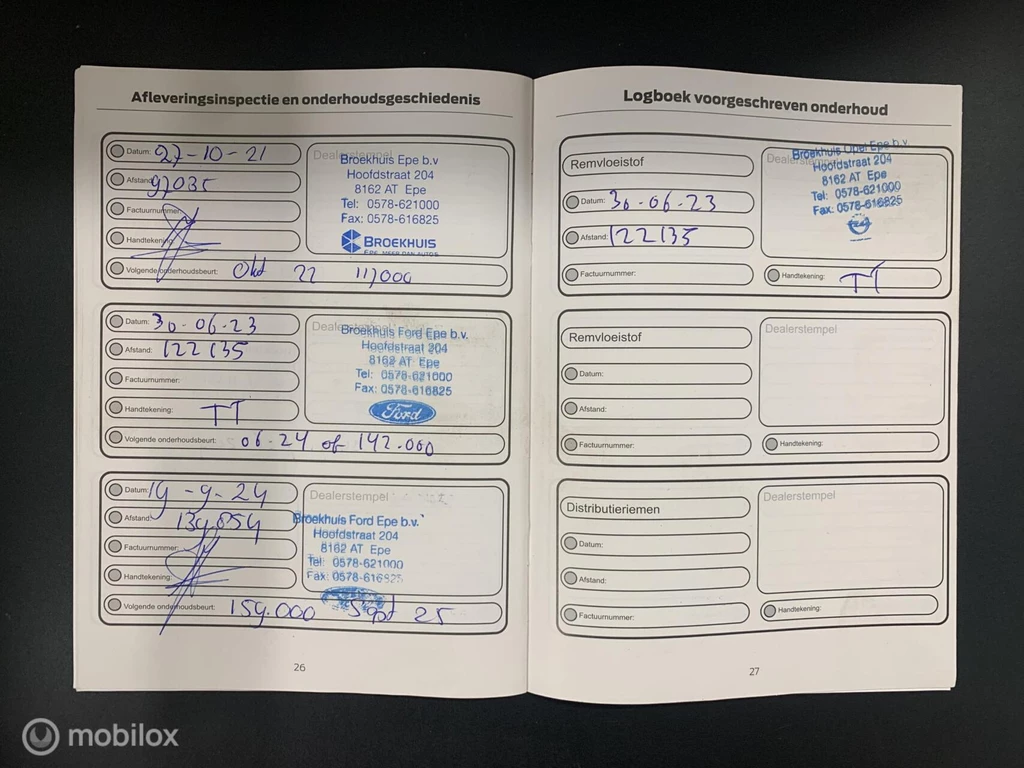 Afleveringsinspectie en onderhoudsgeschiedenis
Datum: 27-10-21
Afstand: 97035
Factuurnummer:
Handtekening:
Volgende onderhoudsbeurt: Okt 22 117,000
Dealerstempel
Broekhuis Epe b.v
Hoofdstraat 204
8162 AT Epe
Tel: 0578-621000
Fax: 0578-616825
BROEKHUIS
EPE, MEER DAN AUTO'S
Datum: 30-06-23
Afstand: 122135
Factuurnummer:
Handtekening: TT
Volgende onderhoudsbeurt: 06-24 of 142.000
Dealerstempel
Broekhuis Ford Epe b.v.
Hoofdstraat 204
8162 AT Epe
Tel: 0578-621000
Fax: 0578-616825
Ford
Datum: 19-9-24
Afstand: 139.054
Factuurnummer:
Handtekening:
Volgende onderhoudsbeurt: 159.000 Sept 25
Dealerstempel
Broekhuis Ford Epe b.v.
Hoofdstraat 204
8162 AT Epe
Tel: 0578-621000
Fax: 0578-616825
26
Logboek voorgeschreven onderhoud
Remvloeistof
Datum: 30-06-23
Afstand: 122135
Factuurnummer:
Dealerstempel
Broekhuis Opel Epe b.v.
Hoofdstraat 204
8162 AT Epe
Tel: 0578-621000
Fax: 0578-616825
Handtekening: TT
Remvloeistof
Datum:
Afstand:
Factuurnummer:
Dealerstempel
Handtekening:
Distributieriemen
Datum:
Afstand:
Factuurnummer:
Dealerstempel
Handtekening:
27
mobilox